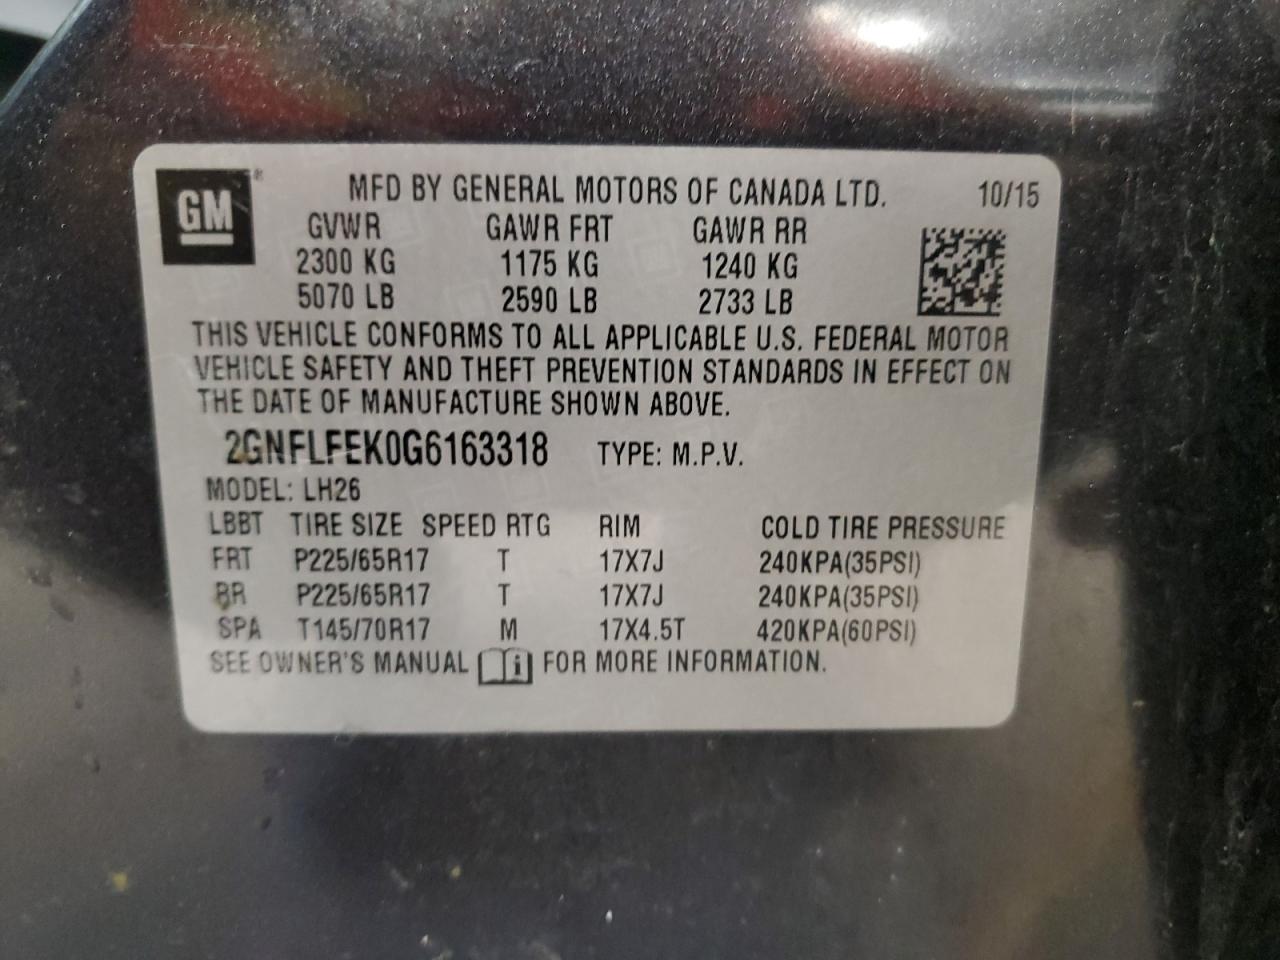 GM®
MFD BY GENERAL MOTORS OF CANADA LTD. 10/15
GVWR GAWR FRT GAWR RR
2300 KG 1175 KG 1240 KG
5070 LB 2590 LB 2733 LB
THIS VEHICLE CONFORMS TO ALL APPLICABLE U.S. FEDERAL MOTOR
VEHICLE SAFETY AND THEFT PREVENTION STANDARDS IN EFFECT ON
THE DATE OF MANUFACTURE SHOWN ABOVE.
2GNFLFEK0G6163318 TYPE: M.P.V.
MODEL: LH26
LBBT TIRE SIZE SPEED RTG RIM COLD TIRE PRESSURE
FRT P225/65R17 T 17X7J 240KPA(35PSI)
RR P225/65R17 T 17X7J 240KPA(35PSI)
SPA T145/70R17 M 17X4.5T 420KPA(60PSI)
SEE OWNER'S MANUAL i FOR MORE INFORMATION.